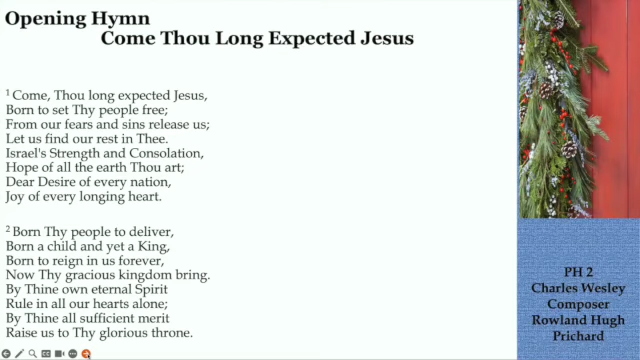 Opening Hymn
Come Thou Long Expected Jesus
1 Come, Thou long expected Jesus,
Born to set Thy people free;
From our fears and sins release us;
Let us find our rest in Thee.
Israel's Strength and Consolation,
Hope of all the earth Thou art;
Dear Desire of every nation,
Joy of every longing heart.
2 Born Thy people to deliver,
Born a child and yet a King,
Born to reign in us forever,
Now Thy gracious kingdom bring.
By Thine own eternal Spirit
Rule in all our hearts alone;
By Thine all sufficient merit
Raise us to Thy glorious throne.
PH 2
Charles Wesley
Composer
Rowland Hugh
Prichard